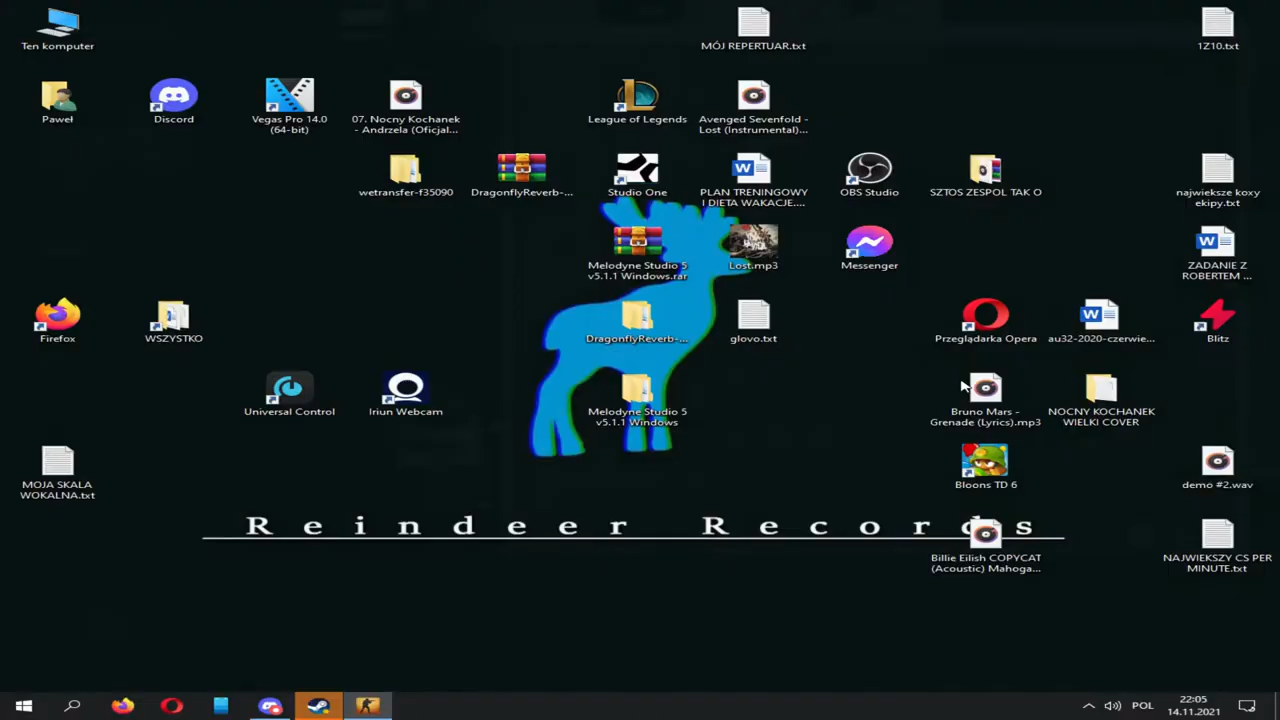 Ten komputer
MÓJ REPERTUAR.txt
1Z10.txt
Paweł
Discord
Vegas Pro 14.0
(64-bit)
07. Nocny Kochanek
- Andrzela (Oficjal...
League of Legends
Avenged Sevenfold -
Lost (Instrumental)...
wetransfer-f35090
DragonflyReverb-...
Studio One
PLAN TRENINGOWY
I DIETA WAKACJE....
OBS Studio
SZTOS ZESPOL TAK O
najwieksze koxy
ekipy.txt
Melodyne Studio 5
v5.1.1 Windows.rar
Lost.mp3
Messenger
ZADANIE Z
ROBERTEM ...
Firefox
WSZYSTKO
DragonflyReverb-...
glovo.txt
Przeglądarka Opera
au32-2020-czerwie...
Blitz
Universal Control
Iriun Webcam
Melodyne Studio 5
v5.1.1 Windows
Bruno Mars -
Grenade (Lyrics).mp3
NOCNY KOCHANEK
WIELKI COVER
MOJA SKALA
WOKALNA.txt
Bloons TD 6
demo #2.wav
Reindeer Records
Billie Eilish COPYCAT
(Acoustic) Mahoga...
NAJWIEKSZY CS PER
MINUTE.txt
POL
22:05
14.11.2021